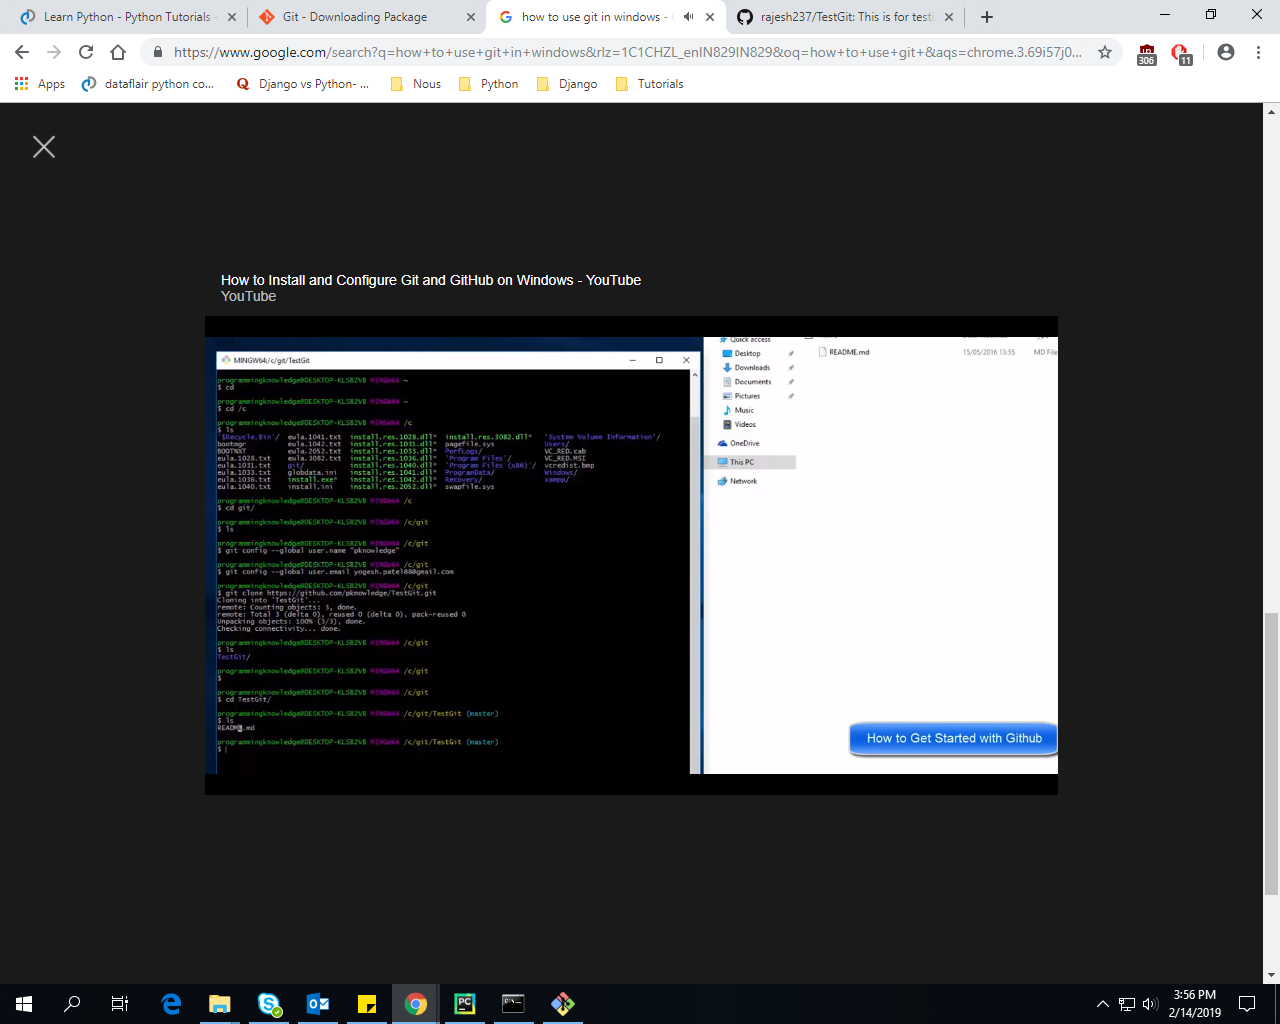 Learn Python - Python Tutorials -
Git - Downloading Package
how to use git in windows -
rajesh237/TestGit: This is for test
https://www.google.com/search?q=how+to+use+git+in+windows&rlz=1C1CHZL_enIN829IN829&oq=how+to+use+git+&aqs=chrome.3.69i57j0...
306
11
Apps
dataflair python co...
Django vs Python- ...
Nous
Python
Django
Tutorials
How to Install and Configure Git and GitHub on Windows - YouTube
YouTube
MINGW64:/c/git/TestGit
programmingknowledge@DESKTOP-KLSB2VB MINGW64 ~
$ cd
programmingknowledge@DESKTOP-KLSB2VB MINGW64 ~
$ cd /c
programmingknowledge@DESKTOP-KLSB2VB MINGW64 /c
$ ls
'$Recycle.Bin'/ eula.1041.txt install.res.1028.dll* install.res.3082.dll* 'System Volume Information'/
bootmgr eula.1042.txt install.res.1031.dll* pagefile.sys Users/
BOOTNXT eula.2052.txt install.res.1033.dll* PerfLogs/ VC_RED.cab
eula.1028.txt eula.3082.txt install.res.1036.dll* 'Program Files'/ VC_RED.MSI
eula.1031.txt git/ install.res.1040.dll* 'Program Files (x86)'/ vcredist.bmp
eula.1033.txt globdata.ini install.res.1041.dll* ProgramData/ Windows/
eula.1036.txt install.exe* install.res.1042.dll* Recovery/ xampp/
eula.1040.txt install.ini install.res.2052.dll* swapfile.sys
programmingknowledge@DESKTOP-KLSB2VB MINGW64 /c
$ cd git/
programmingknowledge@DESKTOP-KLSB2VB MINGW64 /c/git
$ ls
programmingknowledge@DESKTOP-KLSB2VB MINGW64 /c/git
$ git config --global user.name "pknowledge"
programmingknowledge@DESKTOP-KLSB2VB MINGW64 /c/git
$ git config --global user.email yogesh.patel88@gmail.com
programmingknowledge@DESKTOP-KLSB2VB MINGW64 /c/git
$ git clone https://github.com/pknowledge/TestGit.git
Cloning into 'TestGit'...
remote: Counting objects: 3, done.
remote: Total 3 (delta 0), reused 0 (delta 0), pack-reused 0
Unpacking objects: 100% (3/3), done.
Checking connectivity... done.
programmingknowledge@DESKTOP-KLSB2VB MINGW64 /c/git
$ ls
TestGit/
programmingknowledge@DESKTOP-KLSB2VB MINGW64 /c/git
$
programmingknowledge@DESKTOP-KLSB2VB MINGW64 /c/git
$ cd TestGit/
programmingknowledge@DESKTOP-KLSB2VB MINGW64 /c/git/TestGit (master)
$ ls
README.md
programmingknowledge@DESKTOP-KLSB2VB MINGW64 /c/git/TestGit (master)
$
Quick access
Desktop
Downloads
Documents
Pictures
Music
Videos
OneDrive
This PC
Network
README.md 15/05/2016 13:55 MD File
How to Get Started with Github
3:56 PM
2/14/2019